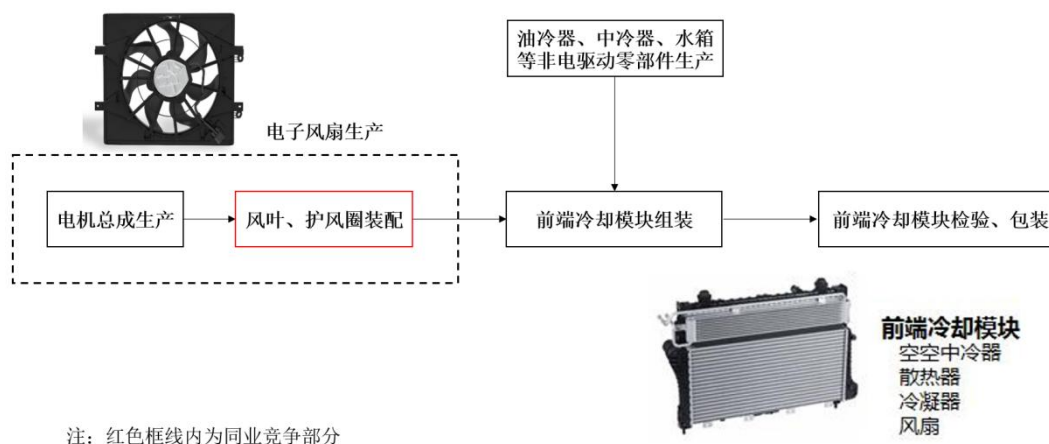 油冷器、中冷器、水箱
等非电驱动零部件生产
电子风扇生产
电机总成生产
风叶、护风圈装配
前端冷却模块组装
前端冷却模块检验、包装
前端冷却模块
空空中冷器
散热器
冷凝器
风扇
注：红色框线内为同业竞争部分